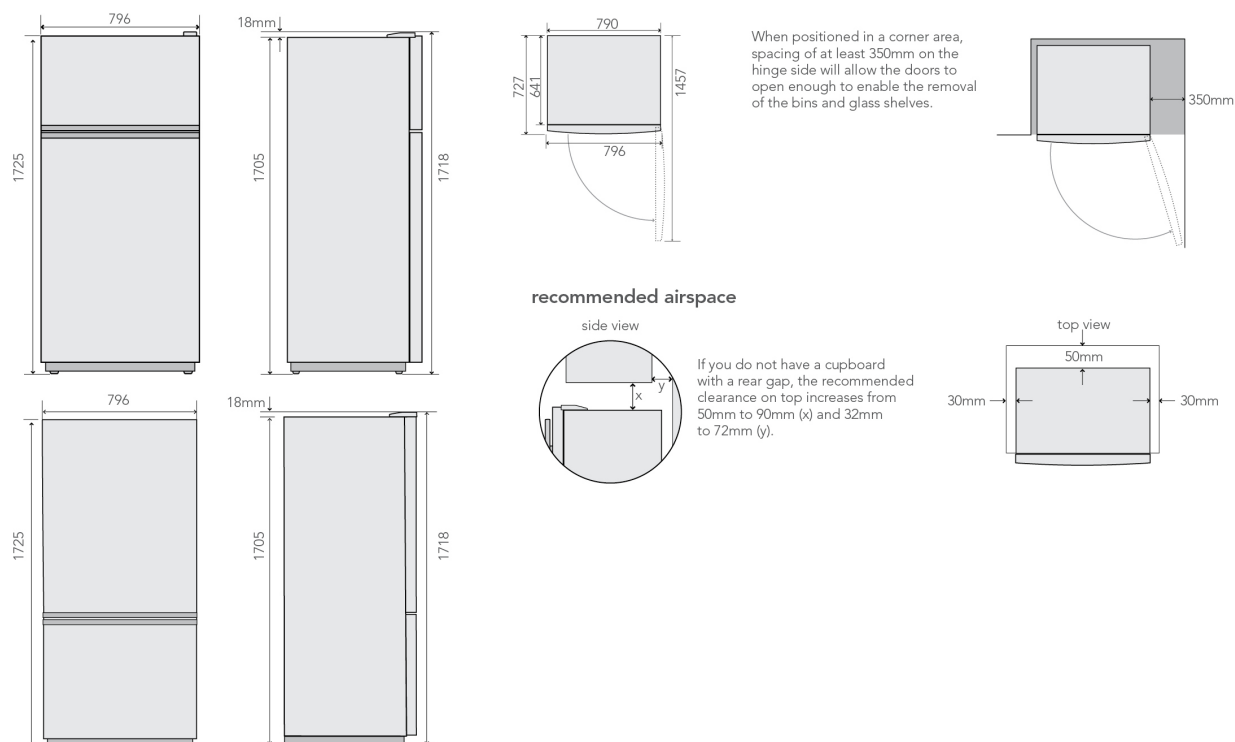 796
18mm
1725
1705
1718
790
727
641
1457
796
When positioned in a corner area,
spacing of at least 350mm on the
hinge side will allow the doors to
open enough to enable the removal
of the bins and glass shelves.
350mm
recommended airspace
side view
x
y
If you do not have a cupboard
with a rear gap, the recommended
clearance on top increases from
50mm to 90mm (x) and 32mm
to 72mm (y).
top view
50mm
30mm
30mm
796
18mm
1725
1705
1718